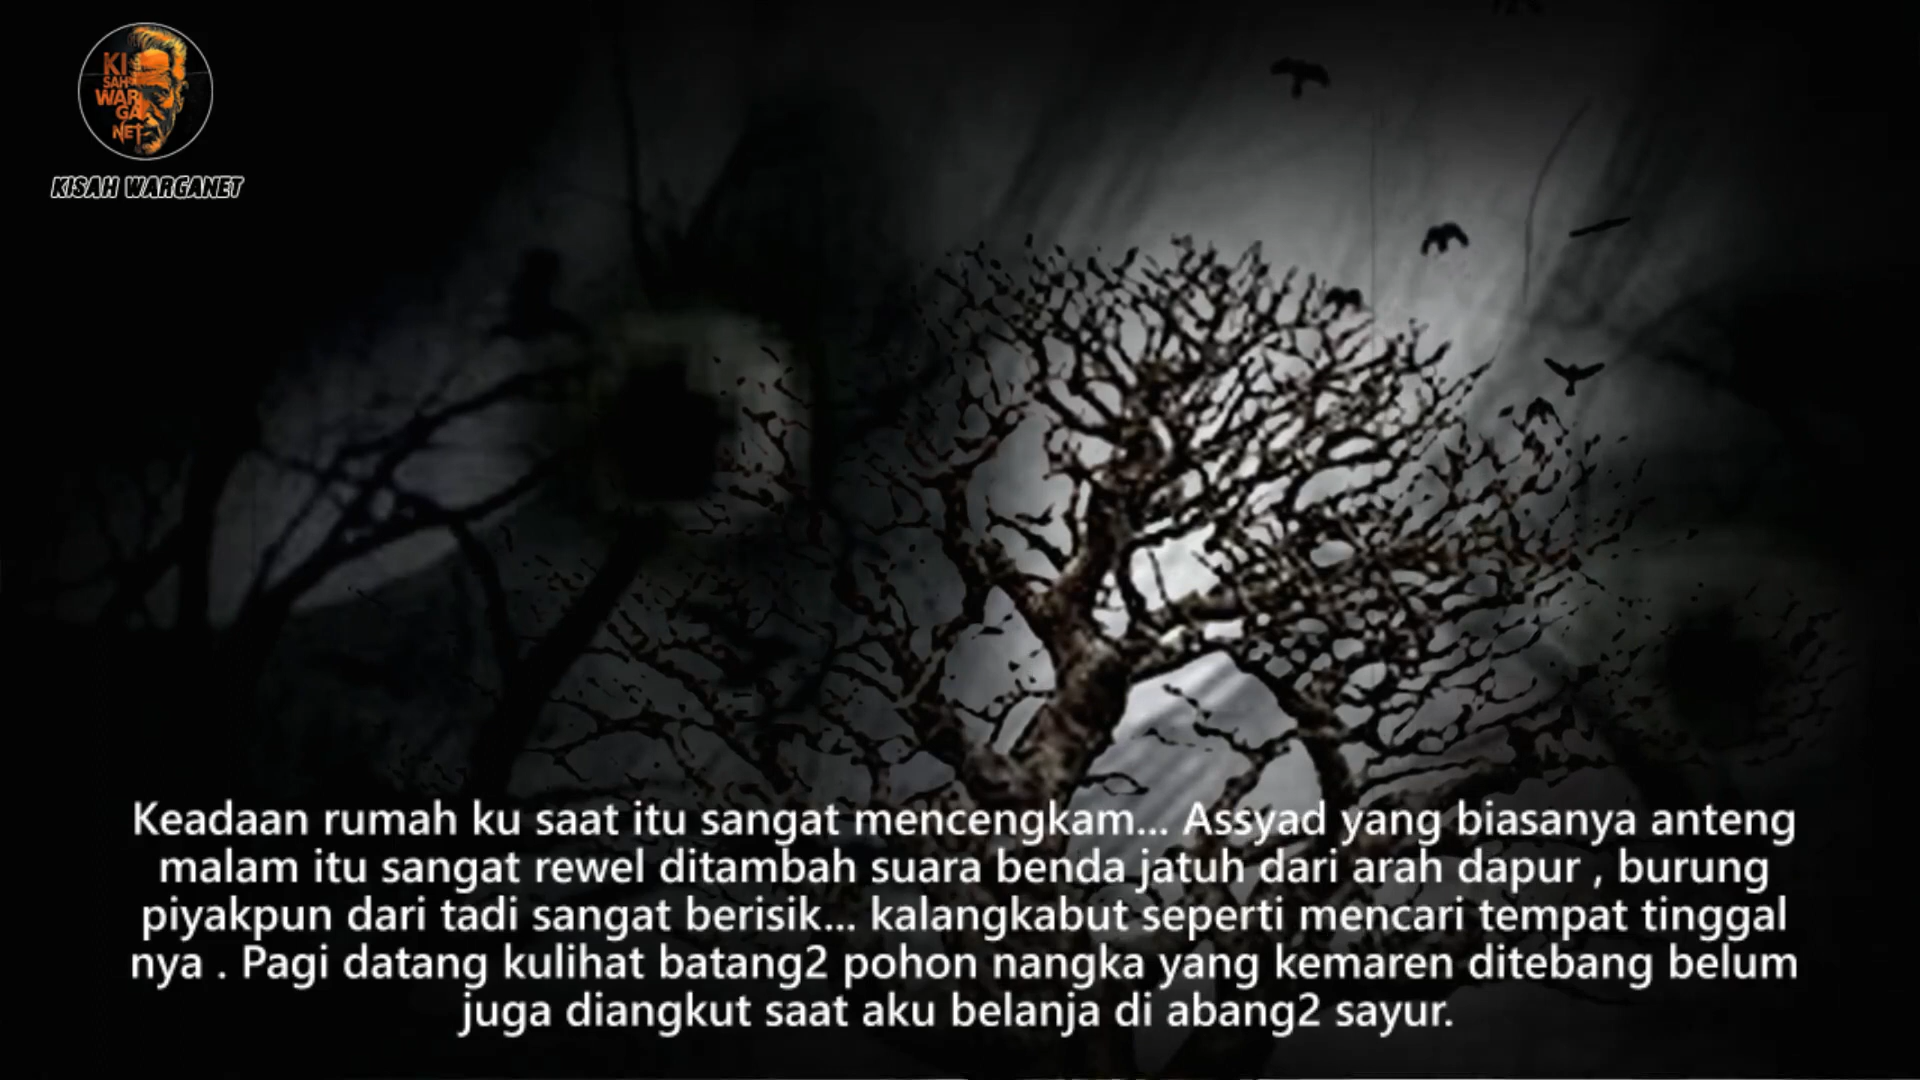 KI
SAH
WAR
GA
NET
KISAH WARGANET
Keadaan rumah ku saat itu sangat mencengkam... Assyad yang biasanya anteng
malam itu sangat rewel ditambah suara benda jatuh dari arah dapur , burung
piyakpun dari tadi sangat berisik... kalangkabut seperti mencari tempat tinggal
nya . Pagi datang kulihat batang2 pohon nangka yang kemaren ditebang belum
juga diangkut saat aku belanja di abang2 sayur.